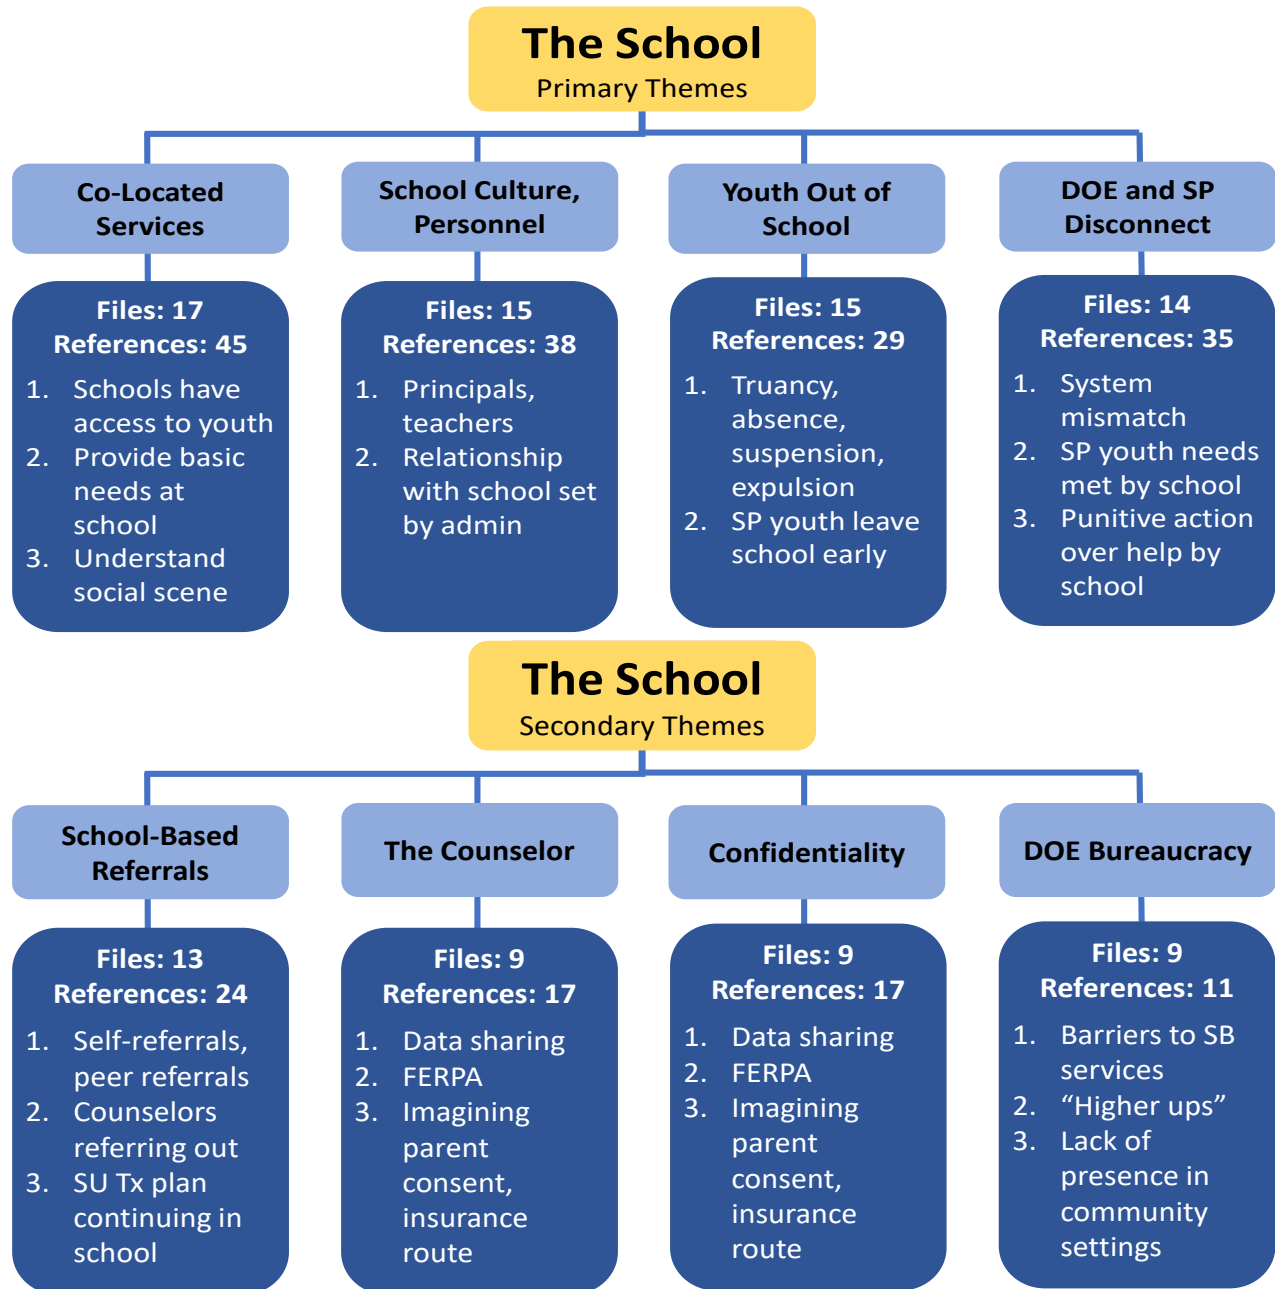 The School
Primary Themes
Co-Located
Services
Files: 17
References: 45
1. Schools have
access to youth
2. Provide basic
needs at
school
3. Understand
social scene
School Culture,
Personnel
Files: 15
References: 38
1. Principals,
teachers
2. Relationship
with school set
by admin
Youth Out of
School
Files: 15
References: 29
1. Truancy,
absence,
suspension,
expulsion
2. SP youth leave
school early
DOE and SP
Disconnect
Files: 14
References: 35
1. System
mismatch
2. SP youth needs
met by school
3. Punitive action
over help by
school
The School
Secondary Themes
School-Based
Referrals
Files: 13
References: 24
1. Self-referrals,
peer referrals
2. Counselors
referring out
3. SU Tx plan
continuing in
school
The Counselor
Files: 9
References: 17
1. Data sharing
2. FERPA
3. Imagining
parent
consent,
insurance
route
Confidentiality
Files: 9
References: 17
1. Data sharing
2. FERPA
3. Imagining
parent
consent,
insurance
route
DOE Bureaucracy
Files: 9
References: 11
1. Barriers to SB
services
2. “Higher ups”
3. Lack of
presence in
community
settings